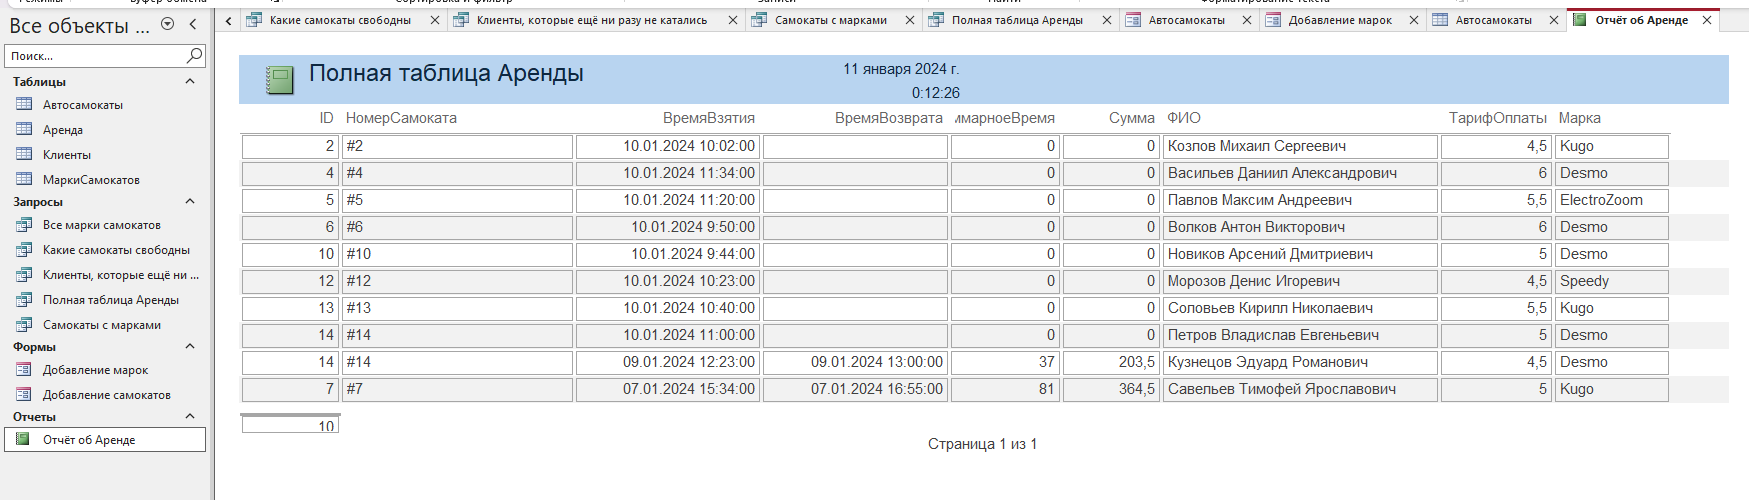 Какие самокаты свободны
Клиенты, которые ещё ни разу не катались
Самокаты с марками
Полная таблица Аренды
Автосамокаты
Добавление марок
Автосамокаты
Отчёт об Аренде
Все объекты ...
Поиск...
Таблицы
Автосамокаты
Аренда
Клиенты
МаркиСамокатов
Запросы
Все марки самокатов
Какие самокаты свободны
Клиенты, которые ещё ни ...
Полная таблица Аренды
Самокаты с марками
Формы
Добавление марок
Добавление самокатов
Отчеты
Отчёт об Аренде
Полная таблица Аренды
11 января 2024 г.
0:12:26
ID НомерСамоката ВремяВзятия ВремяВозврата марноеВремя Сумма ФИО ТарифОплаты Марка
2 #2 10.01.2024 10:02:00 0 0 Козлов Михаил Сергеевич 4,5 Kugo
4 #4 10.01.2024 11:34:00 0 0 Васильев Даниил Александрович 6 Desmo
5 #5 10.01.2024 11:20:00 0 0 Павлов Максим Андреевич 5,5 ElectroZoom
6 #6 10.01.2024 9:50:00 0 0 Волков Антон Викторович 6 Desmo
10 #10 10.01.2024 9:44:00 0 0 Новиков Арсений Дмитриевич 5 Desmo
12 #12 10.01.2024 10:23:00 0 0 Морозов Денис Игоревич 4,5 Speedy
13 #13 10.01.2024 10:40:00 0 0 Соловьев Кирилл Николаевич 5,5 Kugo
14 #14 10.01.2024 11:00:00 0 0 Петров Владислав Евгеньевич 5 Desmo
14 #14 09.01.2024 12:23:00 09.01.2024 13:00:00 37 203,5 Кузнецов Эдуард Романович 4,5 Desmo
7 #7 07.01.2024 15:34:00 07.01.2024 16:55:00 81 364,5 Савельев Тимофей Ярославович 5 Kugo
10
Страница 1 из 1